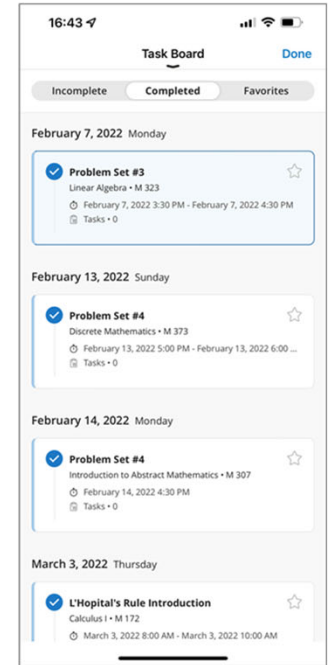 16:43
Task Board
Done
Incomplete
Completed
Favorites
February 7, 2022 Monday
Problem Set #3
Linear Algebra • M 323
February 7, 2022 3:30 PM - February 7, 2022 4:30 PM
Tasks • 0
February 13, 2022 Sunday
Problem Set #4
Discrete Mathematics • M 373
February 13, 2022 5:00 PM - February 13, 2022 6:00 ...
Tasks • 0
February 14, 2022 Monday
Problem Set #4
Introduction to Abstract Mathematics • M 307
February 14, 2022 4:30 PM
Tasks • 0
March 3, 2022 Thursday
L'Hopital's Rule Introduction
Calculus I • M 172
March 3, 2022 8:00 AM - March 3, 2022 10:00 AM